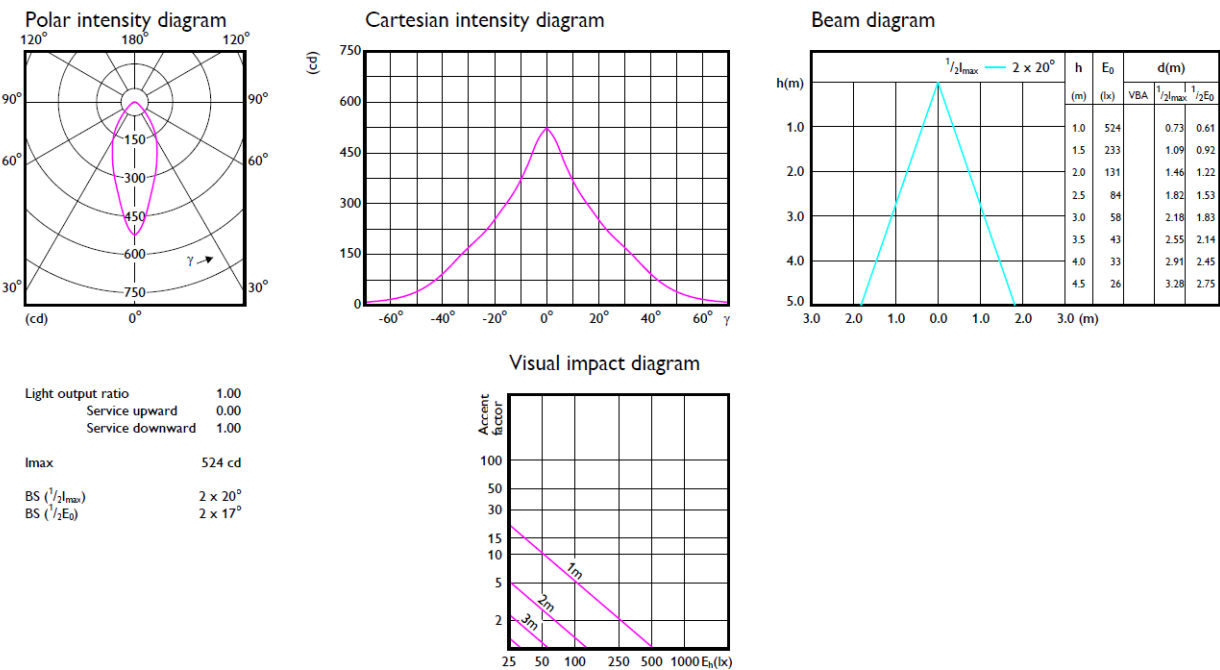 Polar intensity diagram
120° 180° 120°
90° 90°
60° 60°
30° 30°
150
300
450
600
750
γ
(cd) 0°
Cartesian intensity diagram
(cd)
750
600
450
300
150
0
-60° -40° -20° 0° 20° 40° 60° γ
Beam diagram
1/2Imax 2 x 20°
h(m)
1.0
2.0
3.0
4.0
5.0
3.0 2.0 1.0 0.0 1.0 2.0 3.0 (m)
h E0 d(m)
(m) (lx) VBA 1/2Imax 1/2E0
1.0 524 0.73 0.61
1.5 233 1.09 0.92
2.0 131 1.46 1.22
2.5 84 1.82 1.53
3.0 58 2.18 1.83
3.5 43 2.55 2.14
4.0 33 2.91 2.45
4.5 26 3.28 2.75
Light output ratio 1.00
Service upward 0.00
Service downward 1.00
Imax 524 cd
BS (1/2Imax) 2 x 20°
BS (1/2E0) 2 x 17°
Visual impact diagram
Accent
factor
100
50
30
15
10
5
2
1m
2m
3m
25 50 100 250 500 1000 Eh(lx)